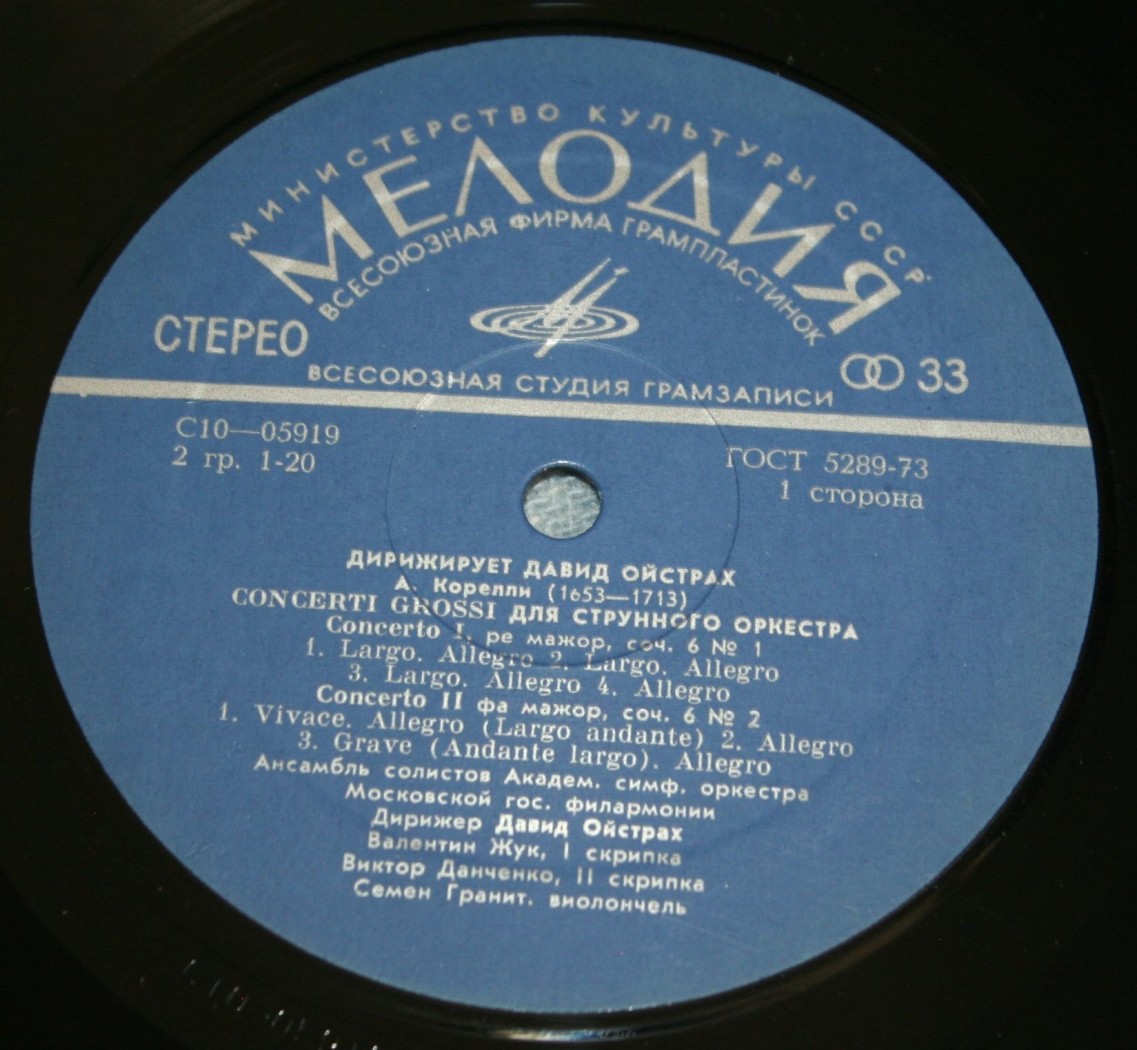 МИНИСТЕРСТВО КУЛЬТУРЫ СССР
МЕЛОДИЯ
ВСЕСОЮЗНАЯ ФИРМА ГРАМПЛАСТИНОК
СТЕРЕО
33
ВСЕСОЮЗНАЯ СТУДИЯ ГРАМЗАПИСИ
С10—05919
2 гр. 1-20
ГОСТ 5289-73
1 сторона
ДИРИЖИРУЕТ ДАВИД ОЙСТРАХ
А. Корелли (1653—1713)
CONCERTI GROSSI ДЛЯ СТРУННОГО ОРКЕСТРА
Concerto I, ре мажор, соч. 6 № 1
1. Largo. Allegro 2. Largo. Allegro
3. Largo. Allegro 4. Allegro
Concerto II фа мажор, соч. 6 № 2
1. Vivace. Allegro (Largo andante) 2. Allegro
3. Grave (Andante largo). Allegro
Ансамбль солистов Академ. симф. оркестра
Московской гос. филармонии
Дирижер Давид Ойстрах
Валентин Жук, I скрипка
Виктор Данченко, II скрипка
Семен Гранит. виолончель